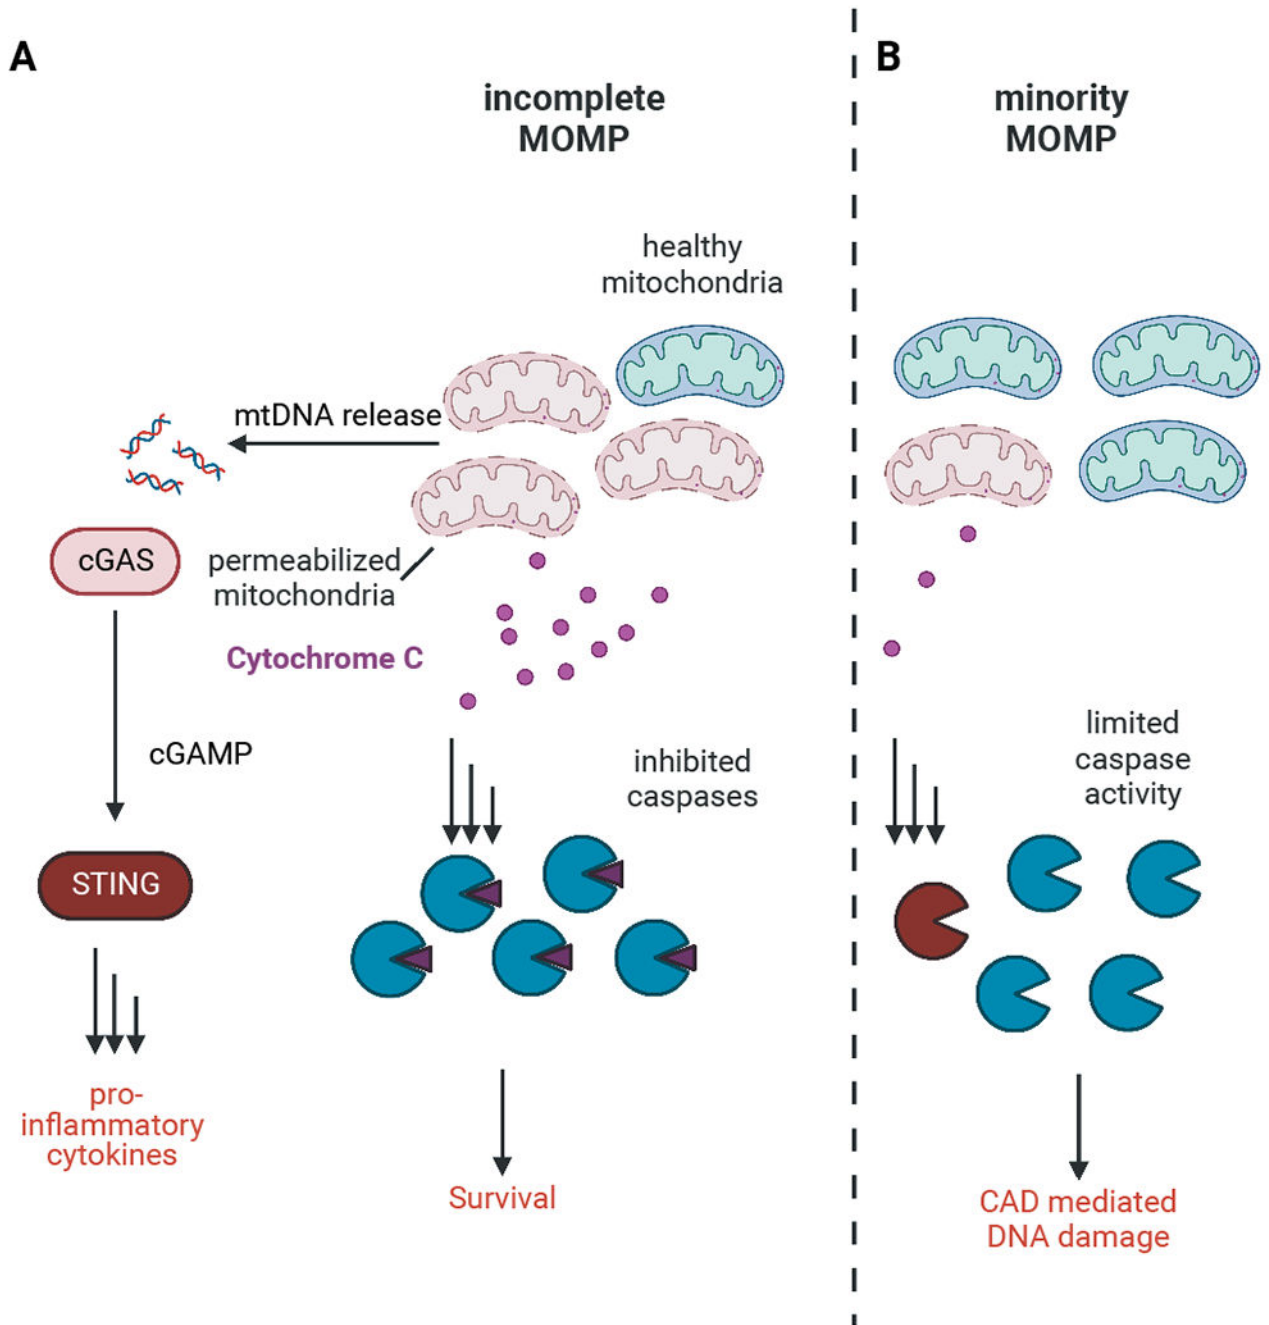 A
incomplete
MOMP
healthy
mitochondria
mtDNA release
cGAS
permeabilized
mitochondria
Cytochrome C
cGAMP
inhibited
caspases
STING
pro-
inflammatory
cytokines
Survival
B
minority
MOMP
limited
caspase
activity
CAD mediated
DNA damage